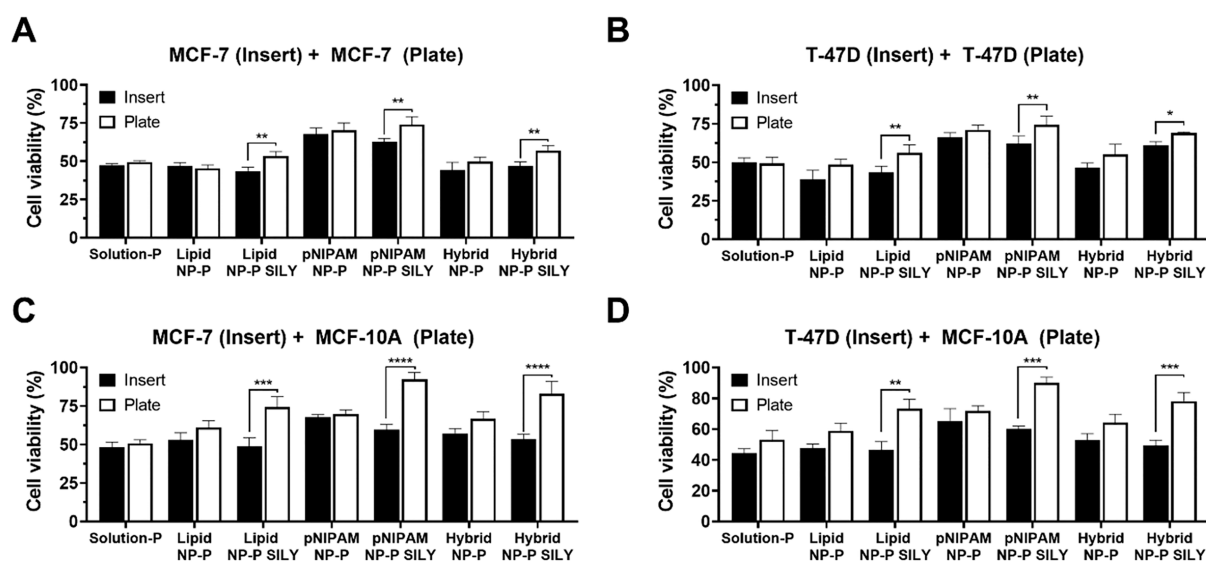 A
MCF-7 (Insert) + MCF-7 (Plate)
Cell viability (%)
100
75
50
25
0
Insert
Plate
**
**
**
Solution-P
Lipid
NP-P
Lipid
NP-P SILY
pNIPAM
NP-P
pNIPAM
NP-P SILY
Hybrid
NP-P
Hybrid
NP-P SILY
B
T-47D (Insert) + T-47D (Plate)
Cell viability (%)
100
75
50
25
0
Insert
Plate
**
**
*
Solution-P
Lipid
NP-P
Lipid
NP-P SILY
pNIPAM
NP-P
pNIPAM
NP-P SILY
Hybrid
NP-P
Hybrid
NP-P SILY
C
MCF-7 (Insert) + MCF-10A (Plate)
Cell viability (%)
100
75
50
25
0
Insert
Plate
***
****
****
Solution-P
Lipid
NP-P
Lipid
NP-P SILY
pNIPAM
NP-P
pNIPAM
NP-P SILY
Hybrid
NP-P
Hybrid
NP-P SILY
D
T-47D (Insert) + MCF-10A (Plate)
Cell viability (%)
100
80
60
40
20
0
Insert
Plate
**
***
***
Solution-P
Lipid
NP-P
Lipid
NP-P SILY
pNIPAM
NP-P
pNIPAM
NP-P SILY
Hybrid
NP-P
Hybrid
NP-P SILY